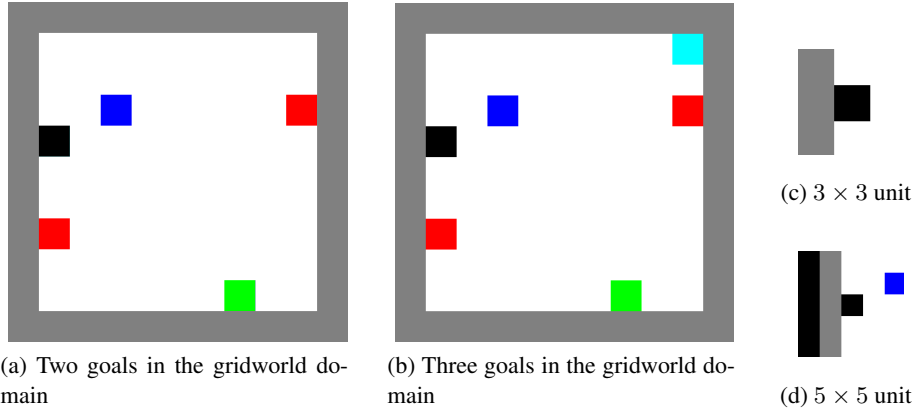 (a) Two goals in the gridworld do-
main
(b) Three goals in the gridworld do-
main
(c) 3 × 3 unit
(d) 5 × 5 unit